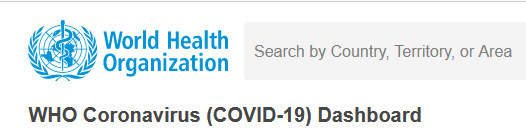 World Health
Organization
Search by Country, Territory, or Area
WHO Coronavirus (COVID-19) Dashboard